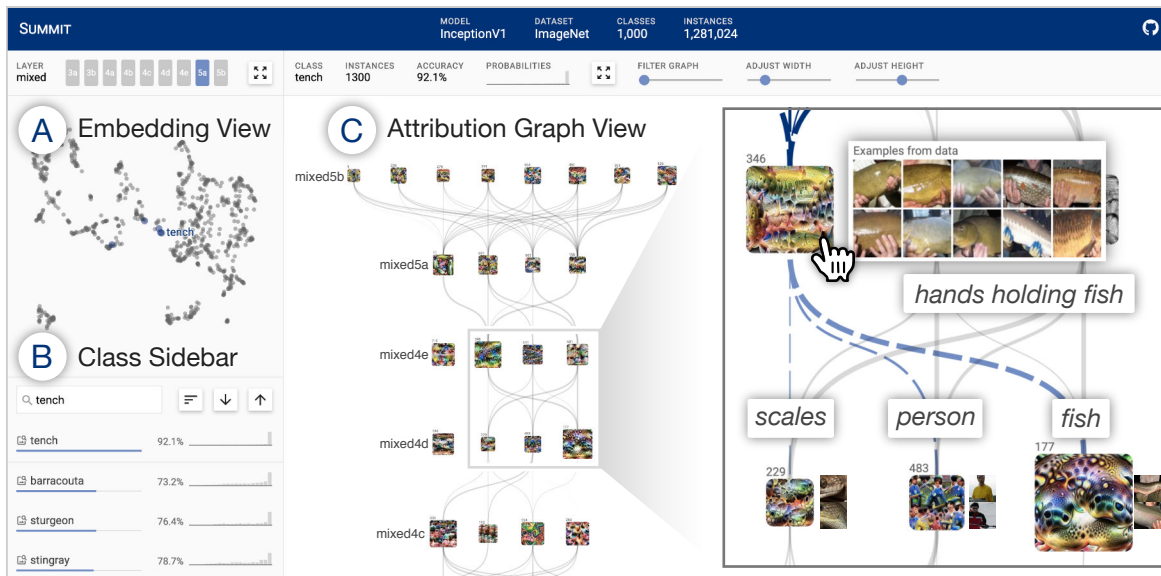 SUMMIT
MODEL DATASET CLASSES INSTANCES
InceptionV1 ImageNet 1,000 1,281,024
LAYER
mixed
3a 3b 4a 4b 4c 4d 4e 5a 5b
CLASS INSTANCES ACCURACY PROBABILITIES FILTER GRAPH ADJUST WIDTH ADJUST HEIGHT
tench 1300 92.1%
A Embedding View
tench
B Class Sidebar
tench
tench 92.1%
barracouta 73.2%
sturgeon 76.4%
stingray 78.7%
C Attribution Graph View
mixed5b
mixed5a
mixed4e
mixed4d
mixed4c
346
Examples from data
hands holding fish
scales person fish
229 483 177